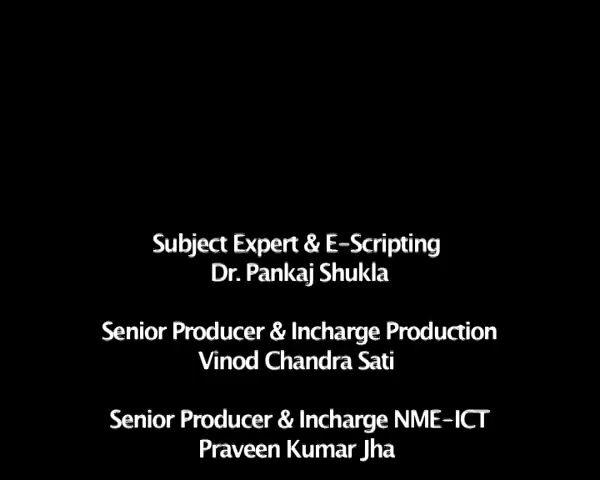 Subject Expert & E-Scripting
Dr. Pankaj Shukla
Senior Producer & Incharge Production
Vinod Chandra Sati
Senior Producer & Incharge NME-ICT
Praveen Kumar Jha